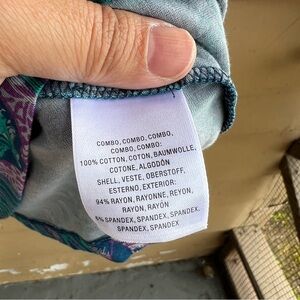 COMBO, COMBO, COMBO,
COMBO, COMBO:
100% COTTON, COTON, BAUMWOLLE,
COTONE, ALGODÓN
SHELL, VESTE, OBERSTOFF,
ESTERNO, EXTERIOR:
94% RAYON, RAYONNE, REYON,
RAYON, RAYÓN
6% SPANDEX, SPANDEX, SPANDEX,
SPANDEX, SPANDEX